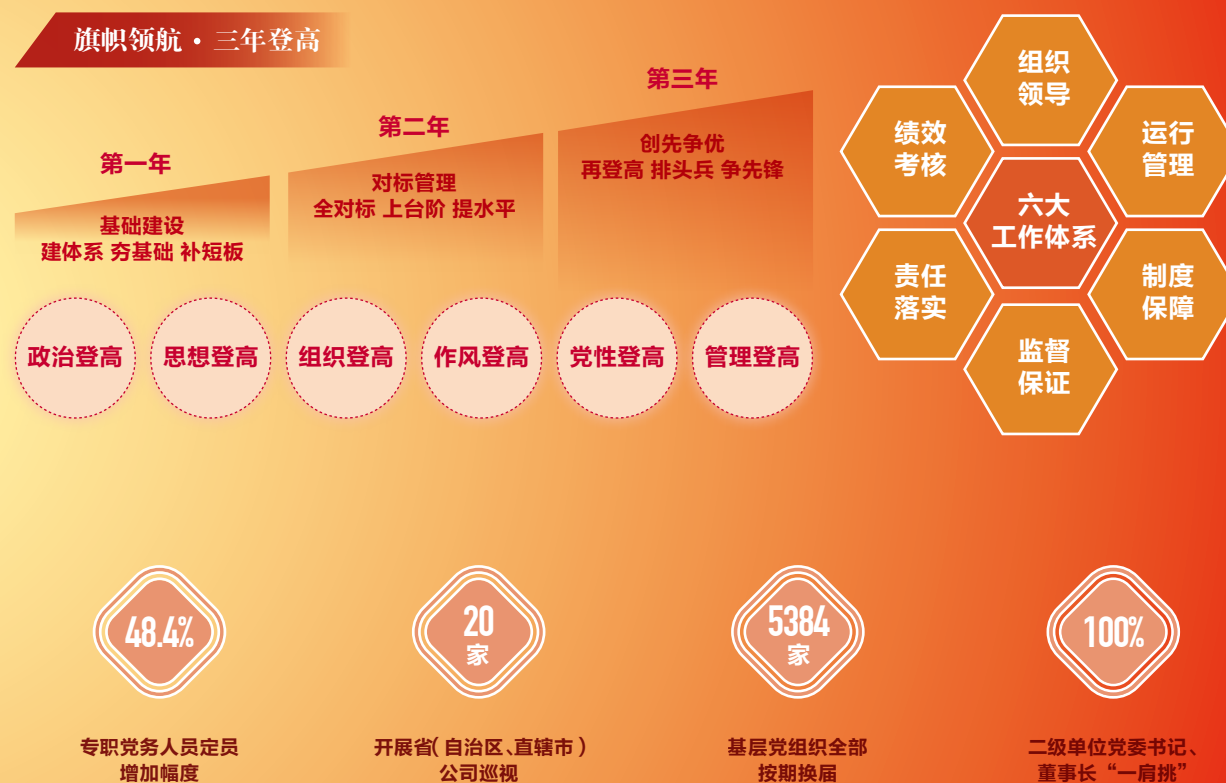 旗帜领航·三年登高
第一年
基础建设
建体系 夯基础 补短板
第二年
对标管理
全对标 上台阶 提水平
第三年
创先争优
再登高 排头兵 争先锋
政治登高
思想登高
组织登高
作风登高
党性登高
管理登高
组织
领导
绩效
考核
运行
管理
六大
工作体系
责任
落实
制度
保障
监督
保证
48.4%
专职党务人员定员
增加幅度
20
家
开展省(自治区、直辖市)
公司巡视
5384
家
基层党组织全部
按期换届
100%
二级单位党委书记、
董事长“一肩挑”